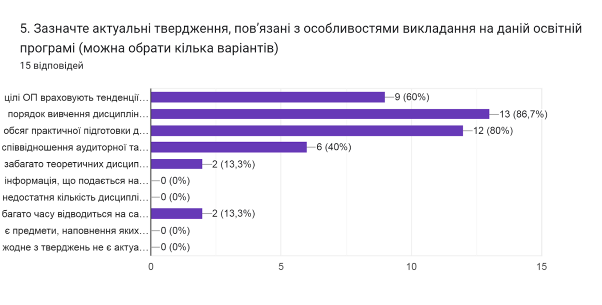 5. Зазначте актуальні твердження, пов’язані з особливостями викладання на даній освітній
програмі (можна обрати кілька варіантів)
15 відповідей
цілі ОП враховують тенденції… 9 (60%)
порядок вивчення дисциплін… 13 (86,7%)
обсяг практичної підготовки д… 12 (80%)
співвідношення аудиторної та… 6 (40%)
забагато теоретичних дисцип… 2 (13,3%)
інформація, що подається на… 0 (0%)
недостатня кількість дисциплі… 0 (0%)
багато часу відводиться на са… 2 (13,3%)
є предмети, наповнення яких… 0 (0%)
жодне з тверджень не є актуа… 0 (0%)
0 5 10 15